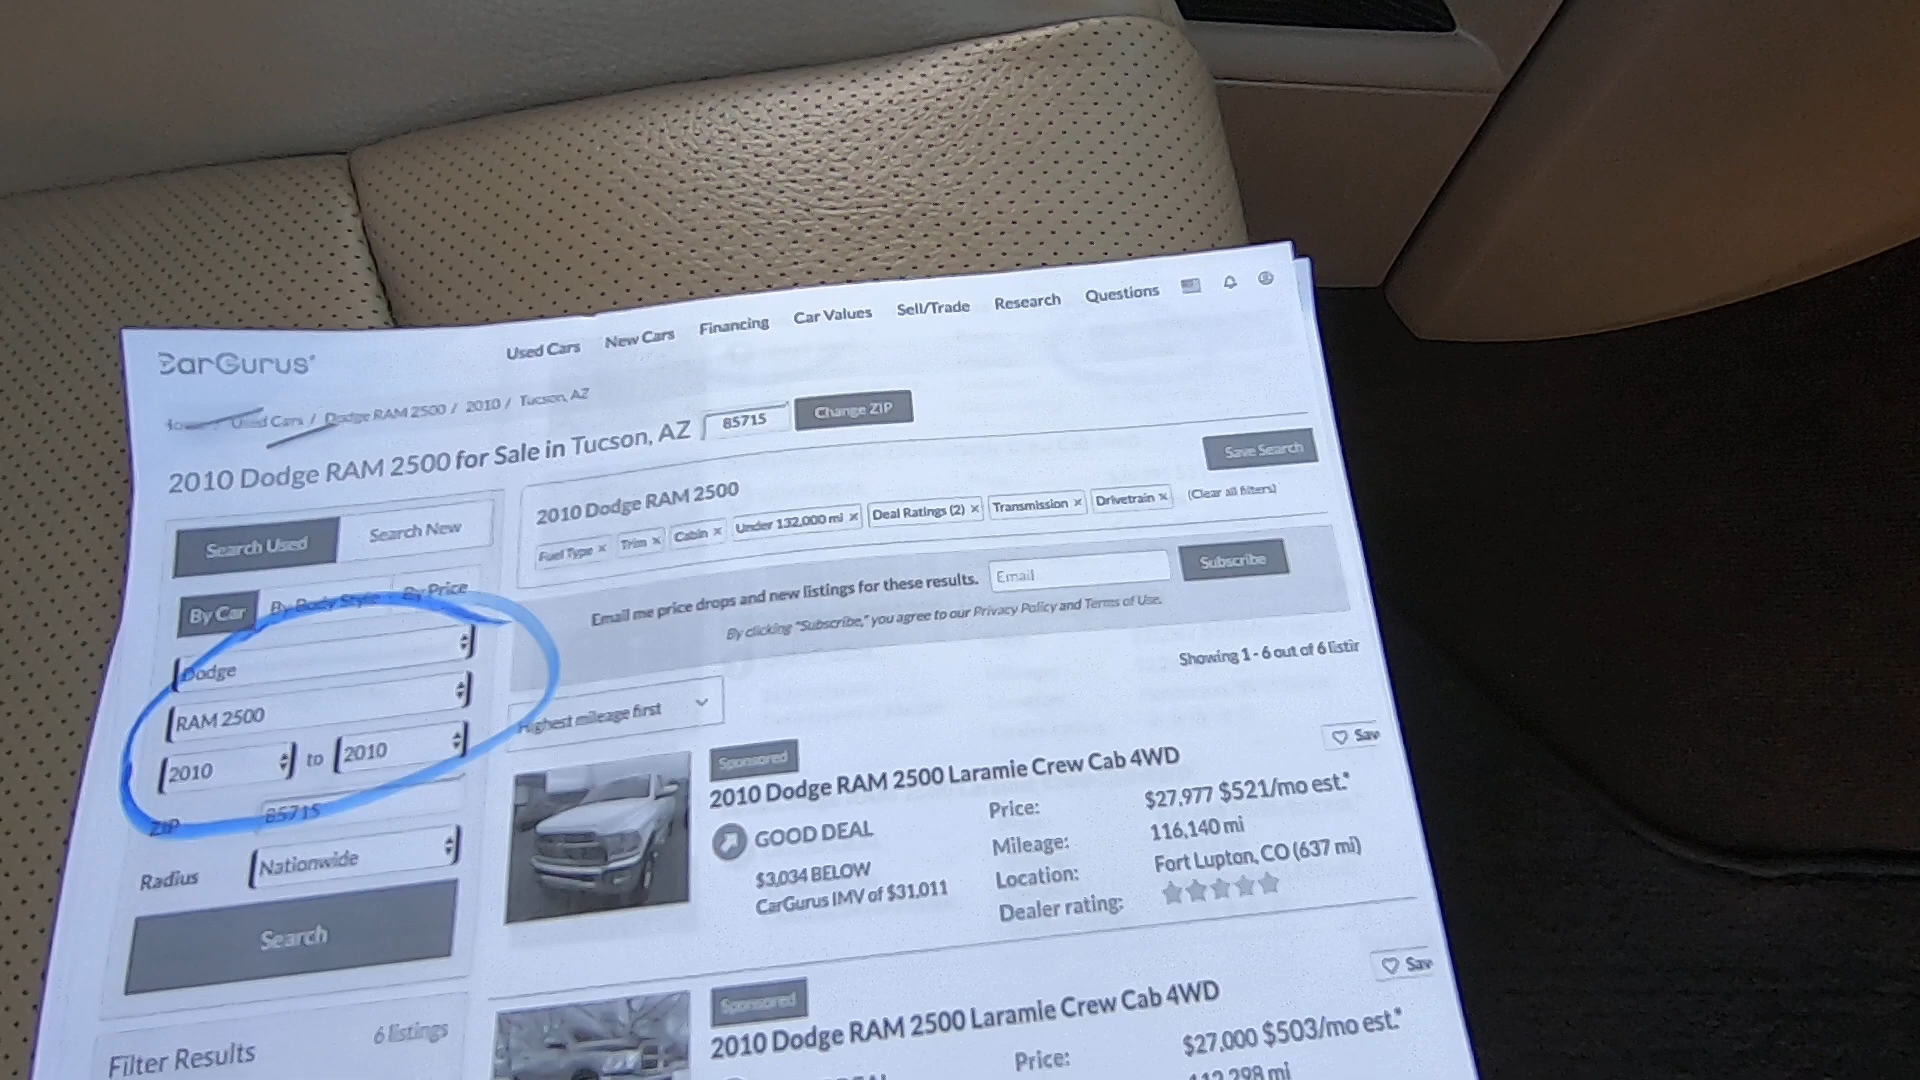 CarGurus
Used Cars New Cars Financing Car Values Sell/Trade Research Questions
Used Cars / Dodge RAM 2500 / 2010 / Tucson, AZ
2010 Dodge RAM 2500 for Sale in Tucson, AZ 85715 Change ZIP
Search Used Search New
By Car By Body Style By Price
Dodge
RAM 2500
2010 to 2010
ZIP 85715
Radius Nationwide
Search
Filter Results 6 listings
2010 Dodge RAM 2500 Save Search
Fuel Type × Trim × Cabin × Under 132,000 mi × Deal Ratings (2) × Transmission × Drivetrain × (Clear all filters)
Email me price drops and new listings for these results. Email Subscribe
By clicking "Subscribe," you agree to our Privacy Policy and Terms of Use.
Showing 1 - 6 out of 6 listin
Highest mileage first
Sponsored
Sav
2010 Dodge RAM 2500 Laramie Crew Cab 4WD
GOOD DEAL
$3,034 BELOW
CarGurus IMV of $31,011
Price: $27,977 $521/mo est.*
Mileage: 116,140 mi
Location: Fort Lupton, CO (637 mi)
Dealer rating:
Sponsored
Sav
2010 Dodge RAM 2500 Laramie Crew Cab 4WD
Price: $27,000 $503/mo est.*
112,298 mi